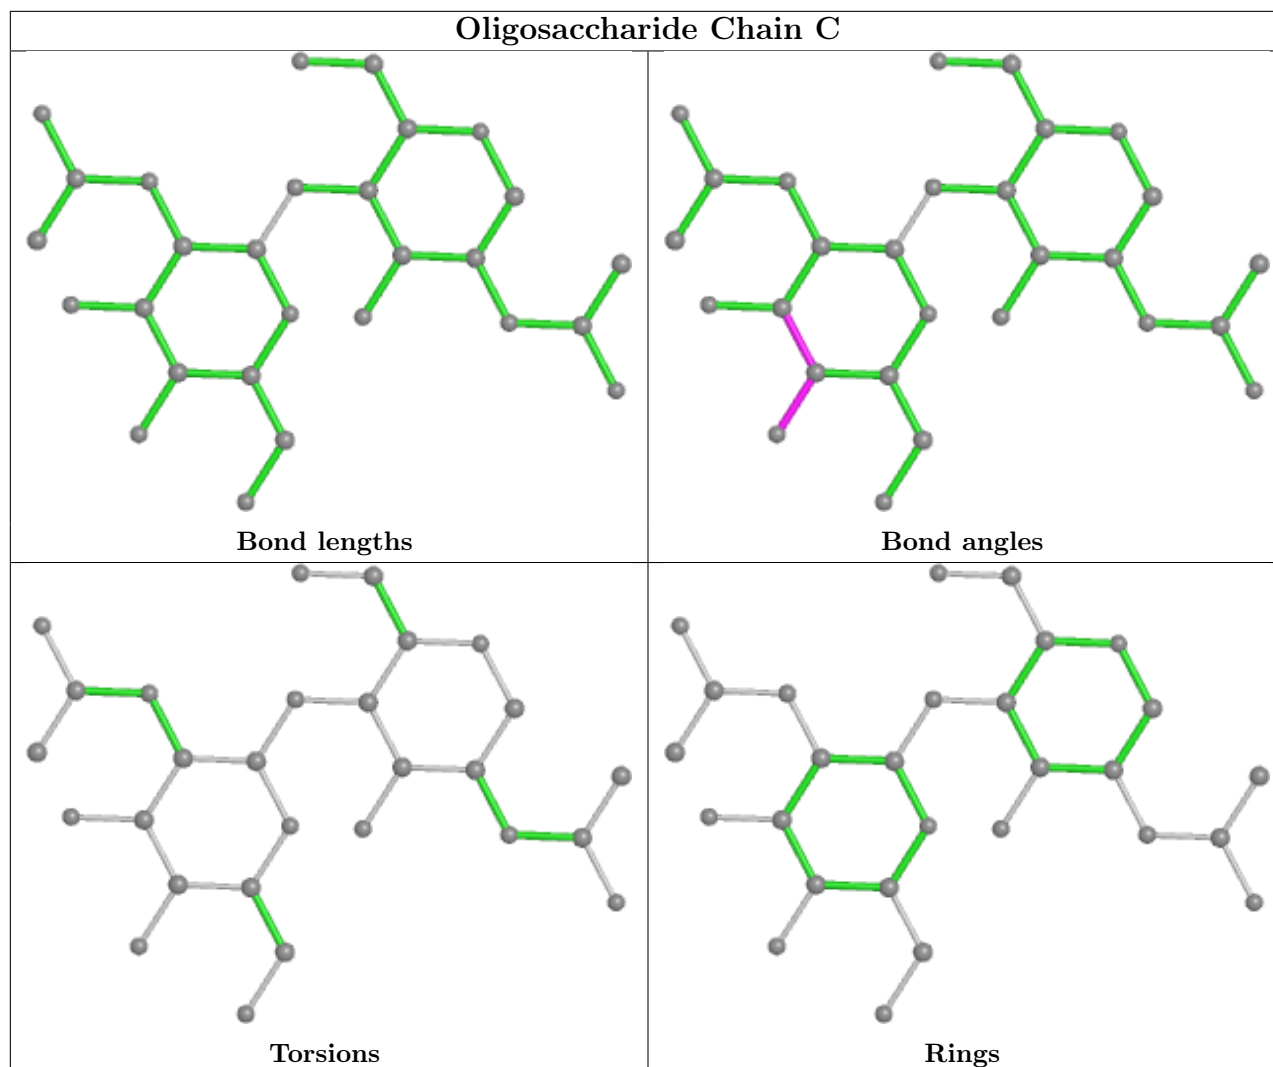 Oligosaccharide Chain C
Bond lengths
Bond angles
Torsions
Rings